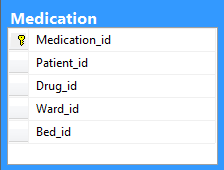 Medication
Medication_id
Patient_id
Drug_id
Ward_id
Bed_id